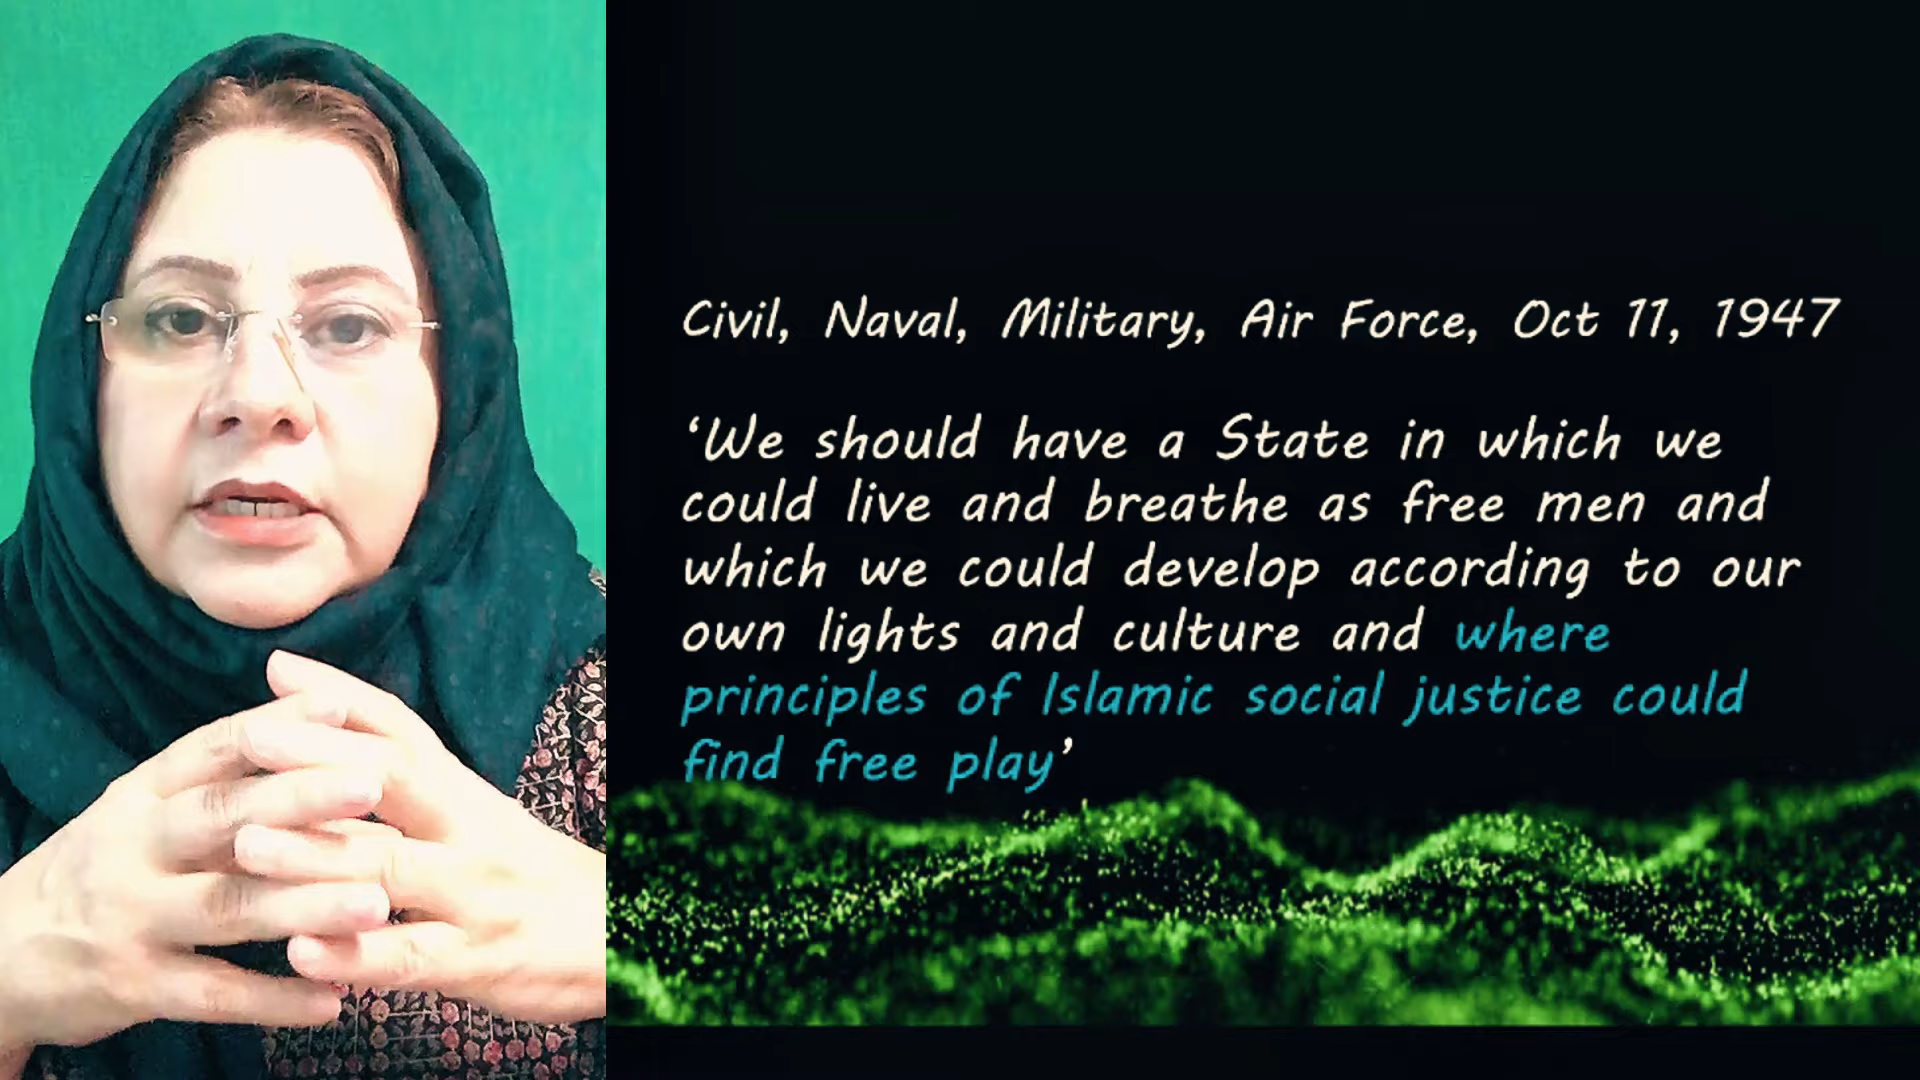 Civil, Naval, Military, Air Force, Oct 11, 1947
‘We should have a State in which we
could live and breathe as free men and
which we could develop according to our
own lights and culture and where
principles of Islamic social justice could
find free play’